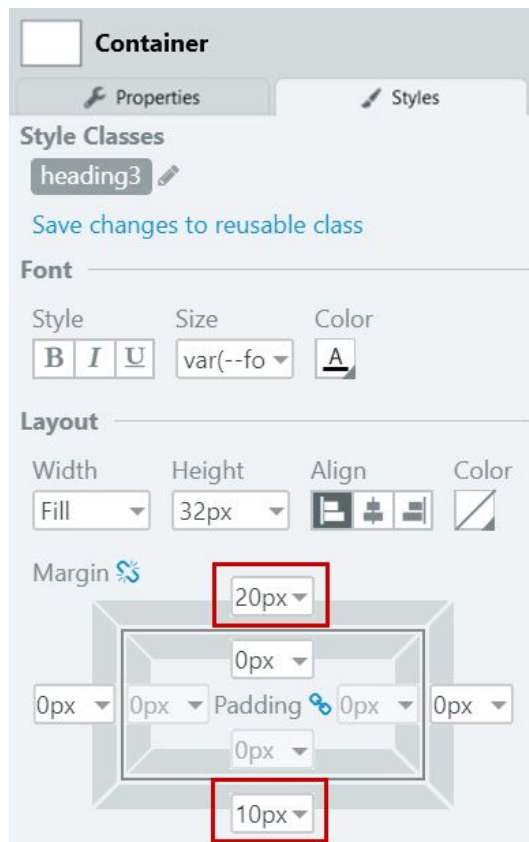 Container
Properties Styles
Style Classes
heading3
Save changes to reusable class
Font
Style Size Color
B I U var(--fo A
Layout
Width Height Align Color
Fill 32px
Margin
20px
0px
0px 0px Padding 0px 0px
0px
10px